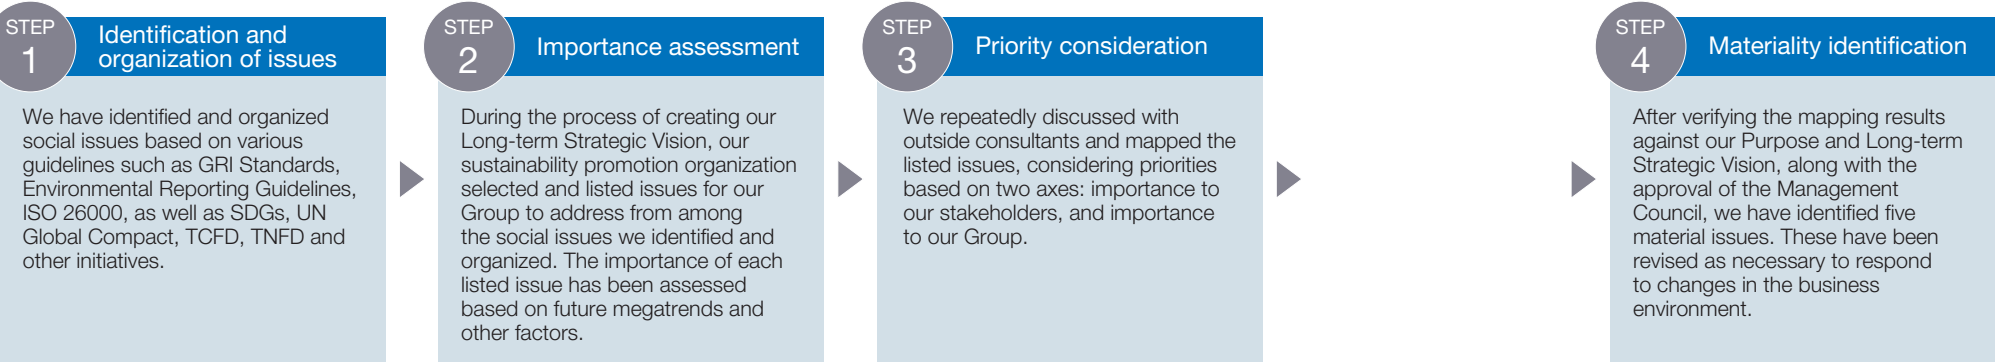 STEP
1
Identification and
organization of issues
We have identified and organized
social issues based on various
guidelines such as GRI Standards,
Environmental Reporting Guidelines,
ISO 26000, as well as SDGs, UN
Global Compact, TCFD, TNFD and
other initiatives.
STEP
2
Importance assessment
During the process of creating our
Long-term Strategic Vision, our
sustainability promotion organization
selected and listed issues for our
Group to address from among
the social issues we identified and
organized. The importance of each
listed issue has been assessed
based on future megatrends and
other factors.
STEP
3
Priority consideration
We repeatedly discussed with
outside consultants and mapped the
listed issues, considering priorities
based on two axes: importance to
our stakeholders, and importance
to our Group.
STEP
4
Materiality identification
After verifying the mapping results
against our Purpose and Long-term
Strategic Vision, along with the
approval of the Management
Council, we have identified five
material issues. These have been
revised as necessary to respond
to changes in the business
environment.